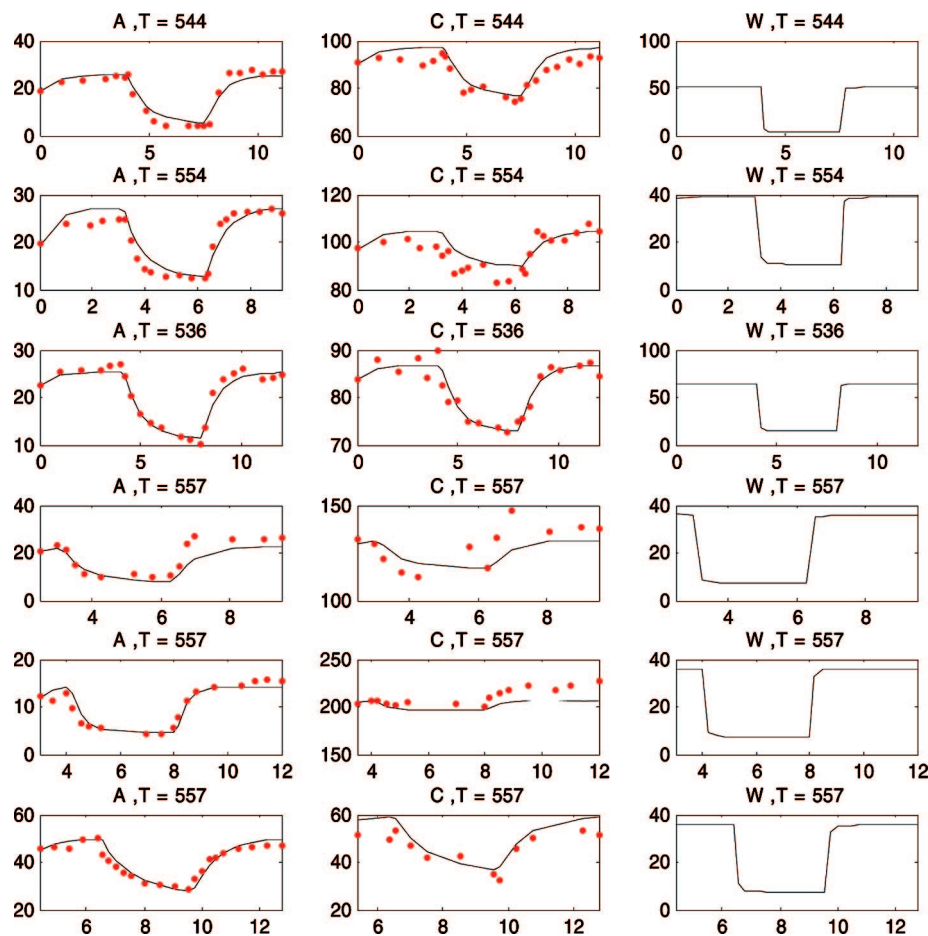 A ,T = 544 C ,T = 544 W ,T = 544
40 100 100
20 80 50
0 60 0
0 5 10 0 5 10 0 5 10
A ,T = 554 C ,T = 554 W ,T = 554
30 120 40
20 100 20
10 80 0
0 2 4 6 8 0 2 4 6 8 0 2 4 6 8
A ,T = 536 C ,T = 536 W ,T = 536
30 90 100
20 80 50
10 70 0
0 5 10 0 5 10 0 5 10
A ,T = 557 C ,T = 557 W ,T = 557
40 150 40
20 20
0 100 0
4 6 8 4 6 8 4 6 8
A ,T = 557 C ,T = 557 W ,T = 557
20 250 40
10 200 20
0 150 0
4 6 8 10 12 4 6 8 10 12 4 6 8 10 12
A ,T = 557 C ,T = 557 W ,T = 557
60 60 40
40 40 20
20 20 0
6 8 10 12 6 8 10 12 6 8 10 12